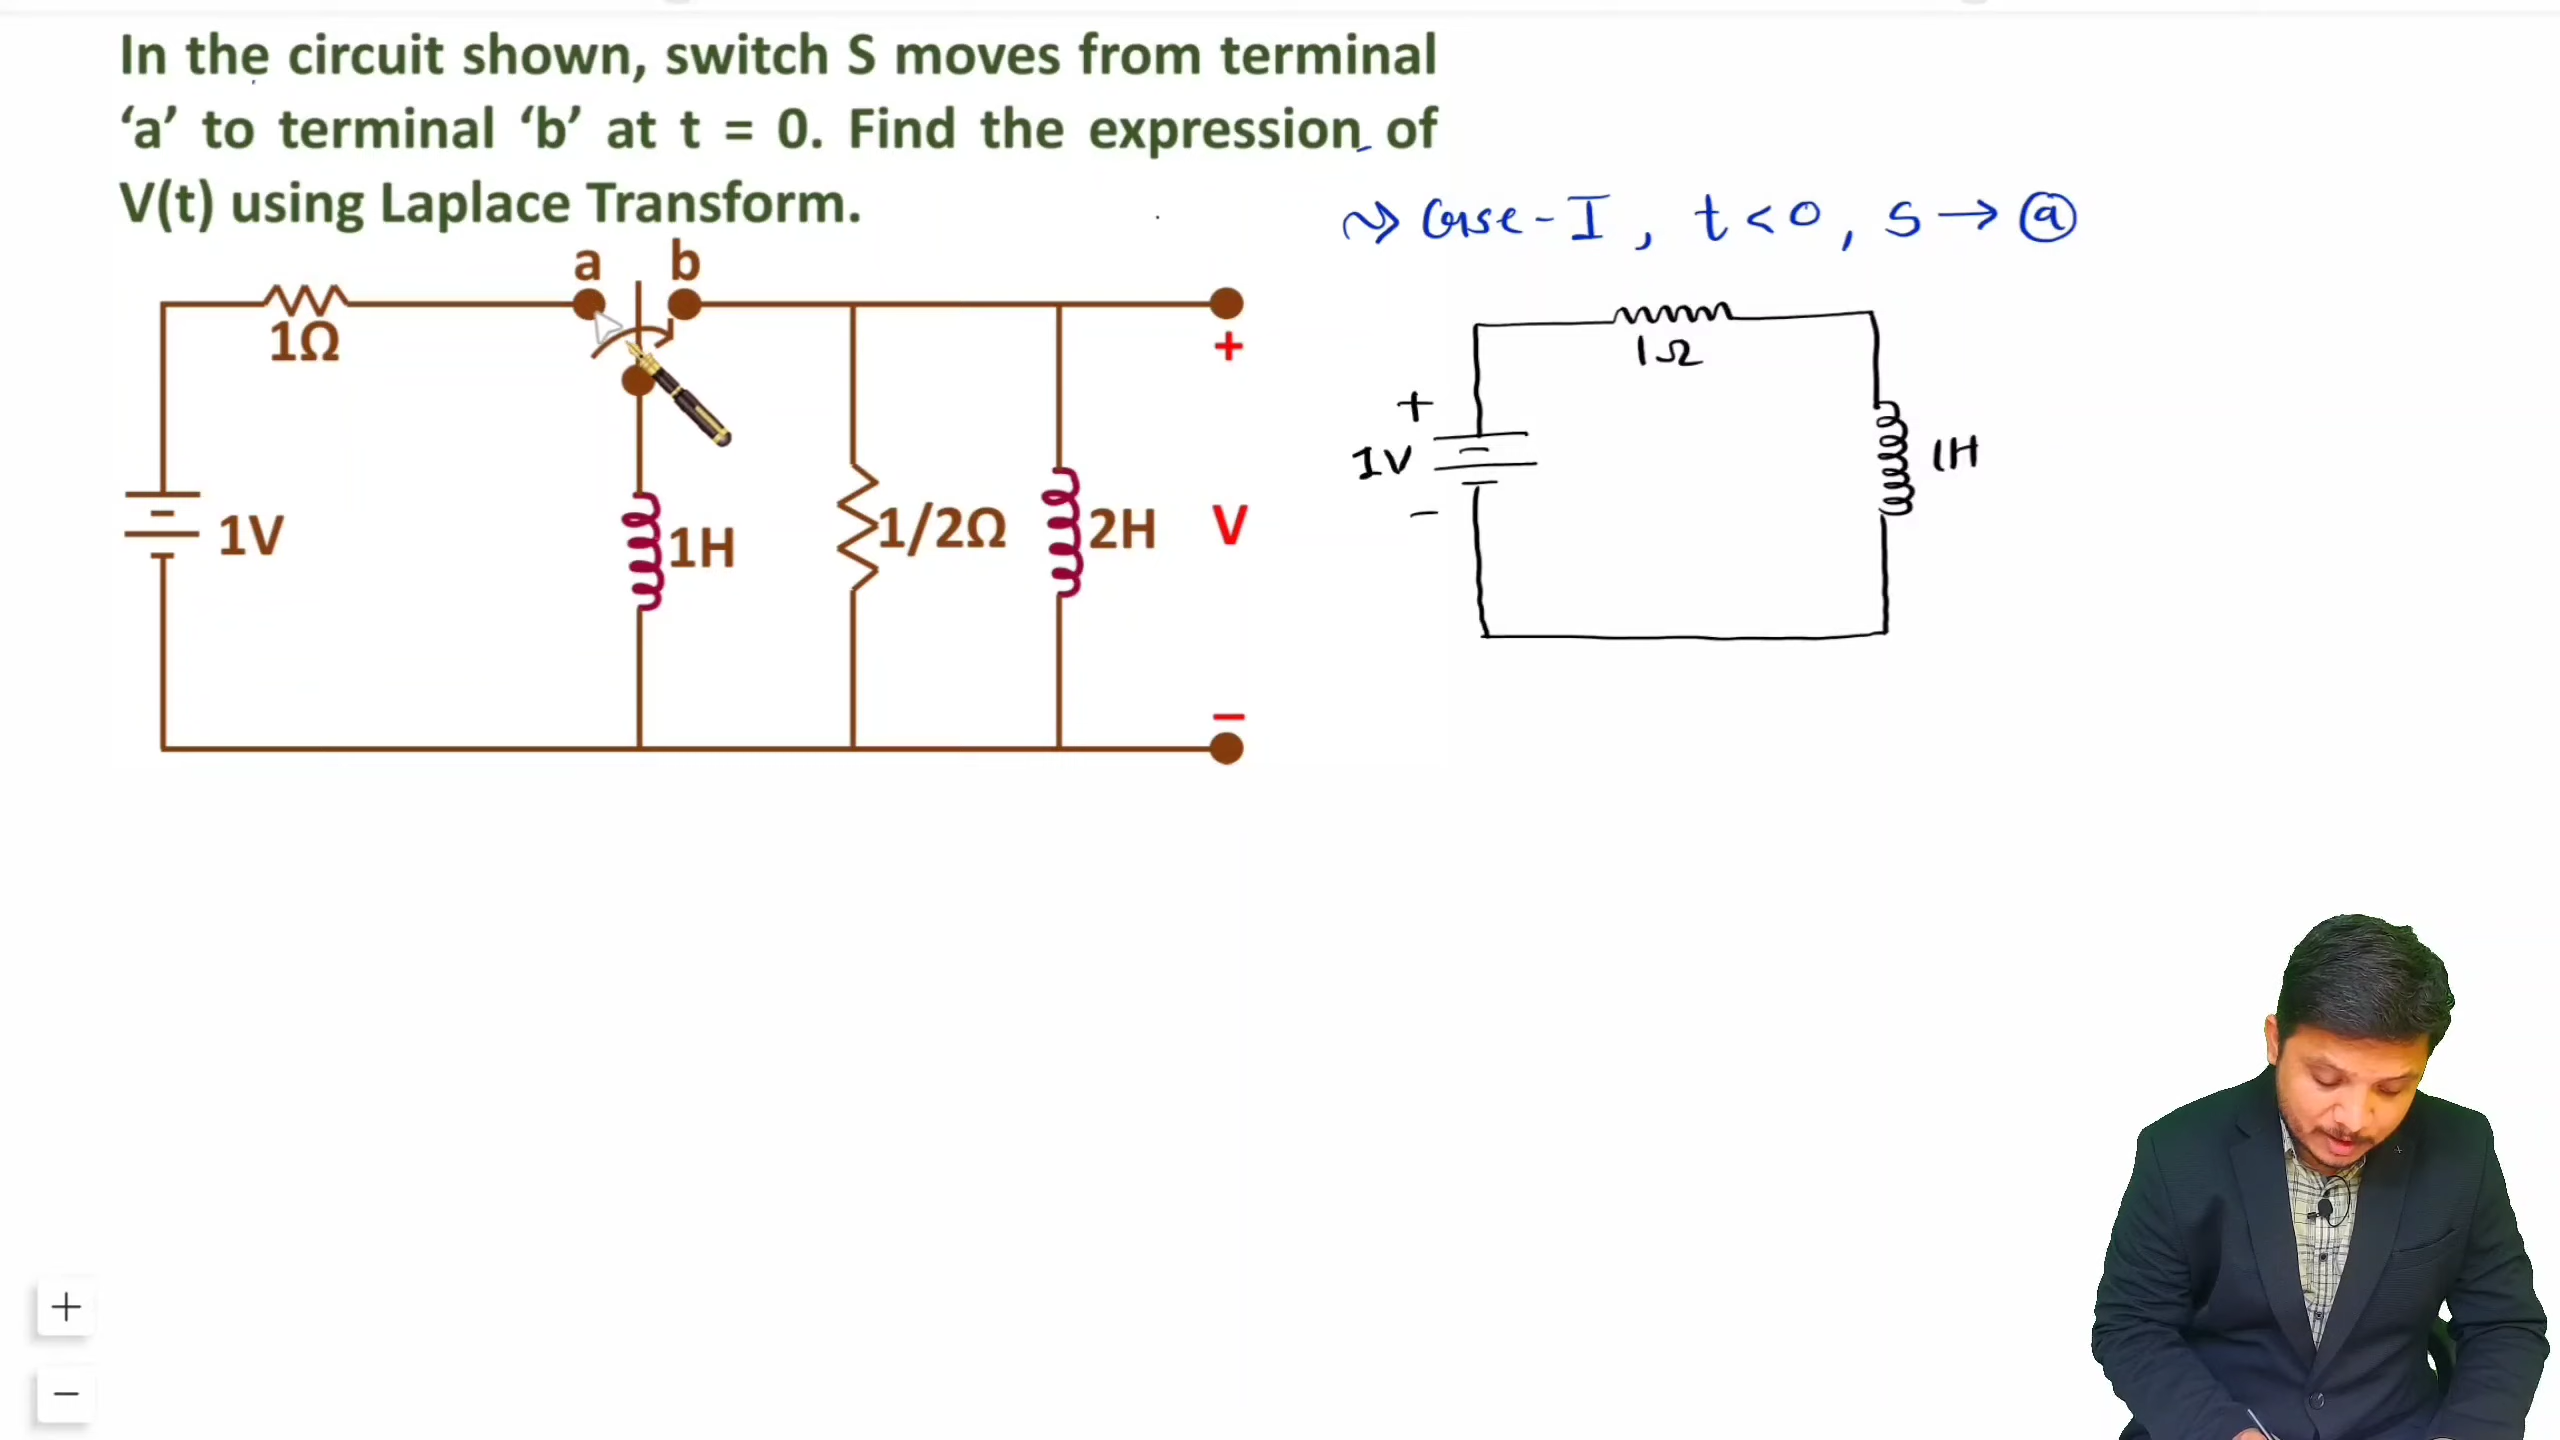 In the circuit shown, switch S moves from terminal
‘a’ to terminal ‘b’ at t = 0. Find the expression of
V(t) using Laplace Transform.
Case - I , t < 0 , S → ⓐ
a b
1Ω
+
1V
1H
1/2Ω
2H
V
−
1Ω
+
1V
−
1H
+
−